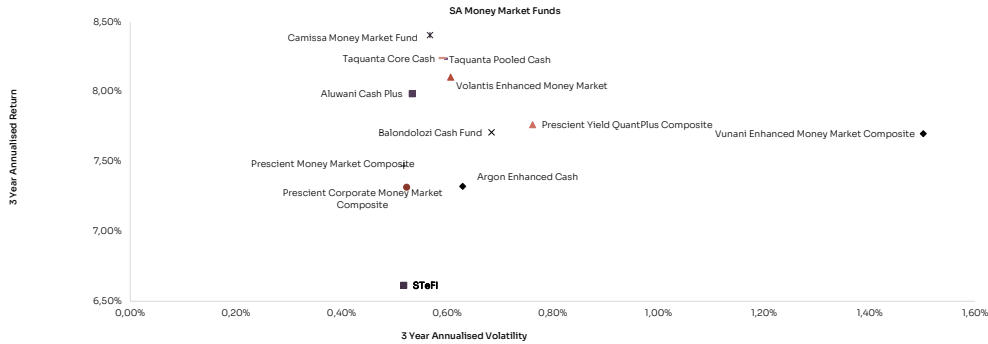 SA Money Market Funds
8,50%
Camissa Money Market Fund
Taquanta Core Cash
Taquanta Pooled Cash
Volantis Enhanced Money Market
8,00%
Aluwani Cash Plus
Prescient Yield QuantPlus Composite
Balondolozi Cash Fund
Vunani Enhanced Money Market Composite
7,50%
Prescient Money Market Composite
Argon Enhanced Cash
Prescient Corporate Money Market
Composite
7,00%
STeFI
6,50%
0,00%
0,20%
0,40%
0,60%
0,80%
1,00%
1,20%
1,40%
1,60%
3 Year Annualised Return
3 Year Annualised Volatility